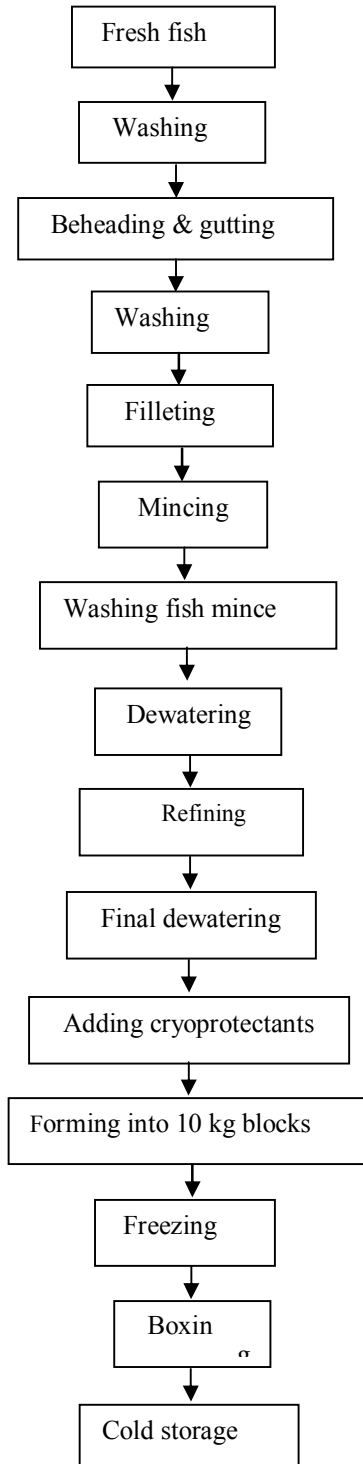 Fresh fish
Washing
Beheading & gutting
Washing
Filleting
Mincing
Washing fish mince
Dewatering
Refining
Final dewatering
Adding cryoprotectants
Forming into 10 kg blocks
Freezing
Boxin
g
Cold storage